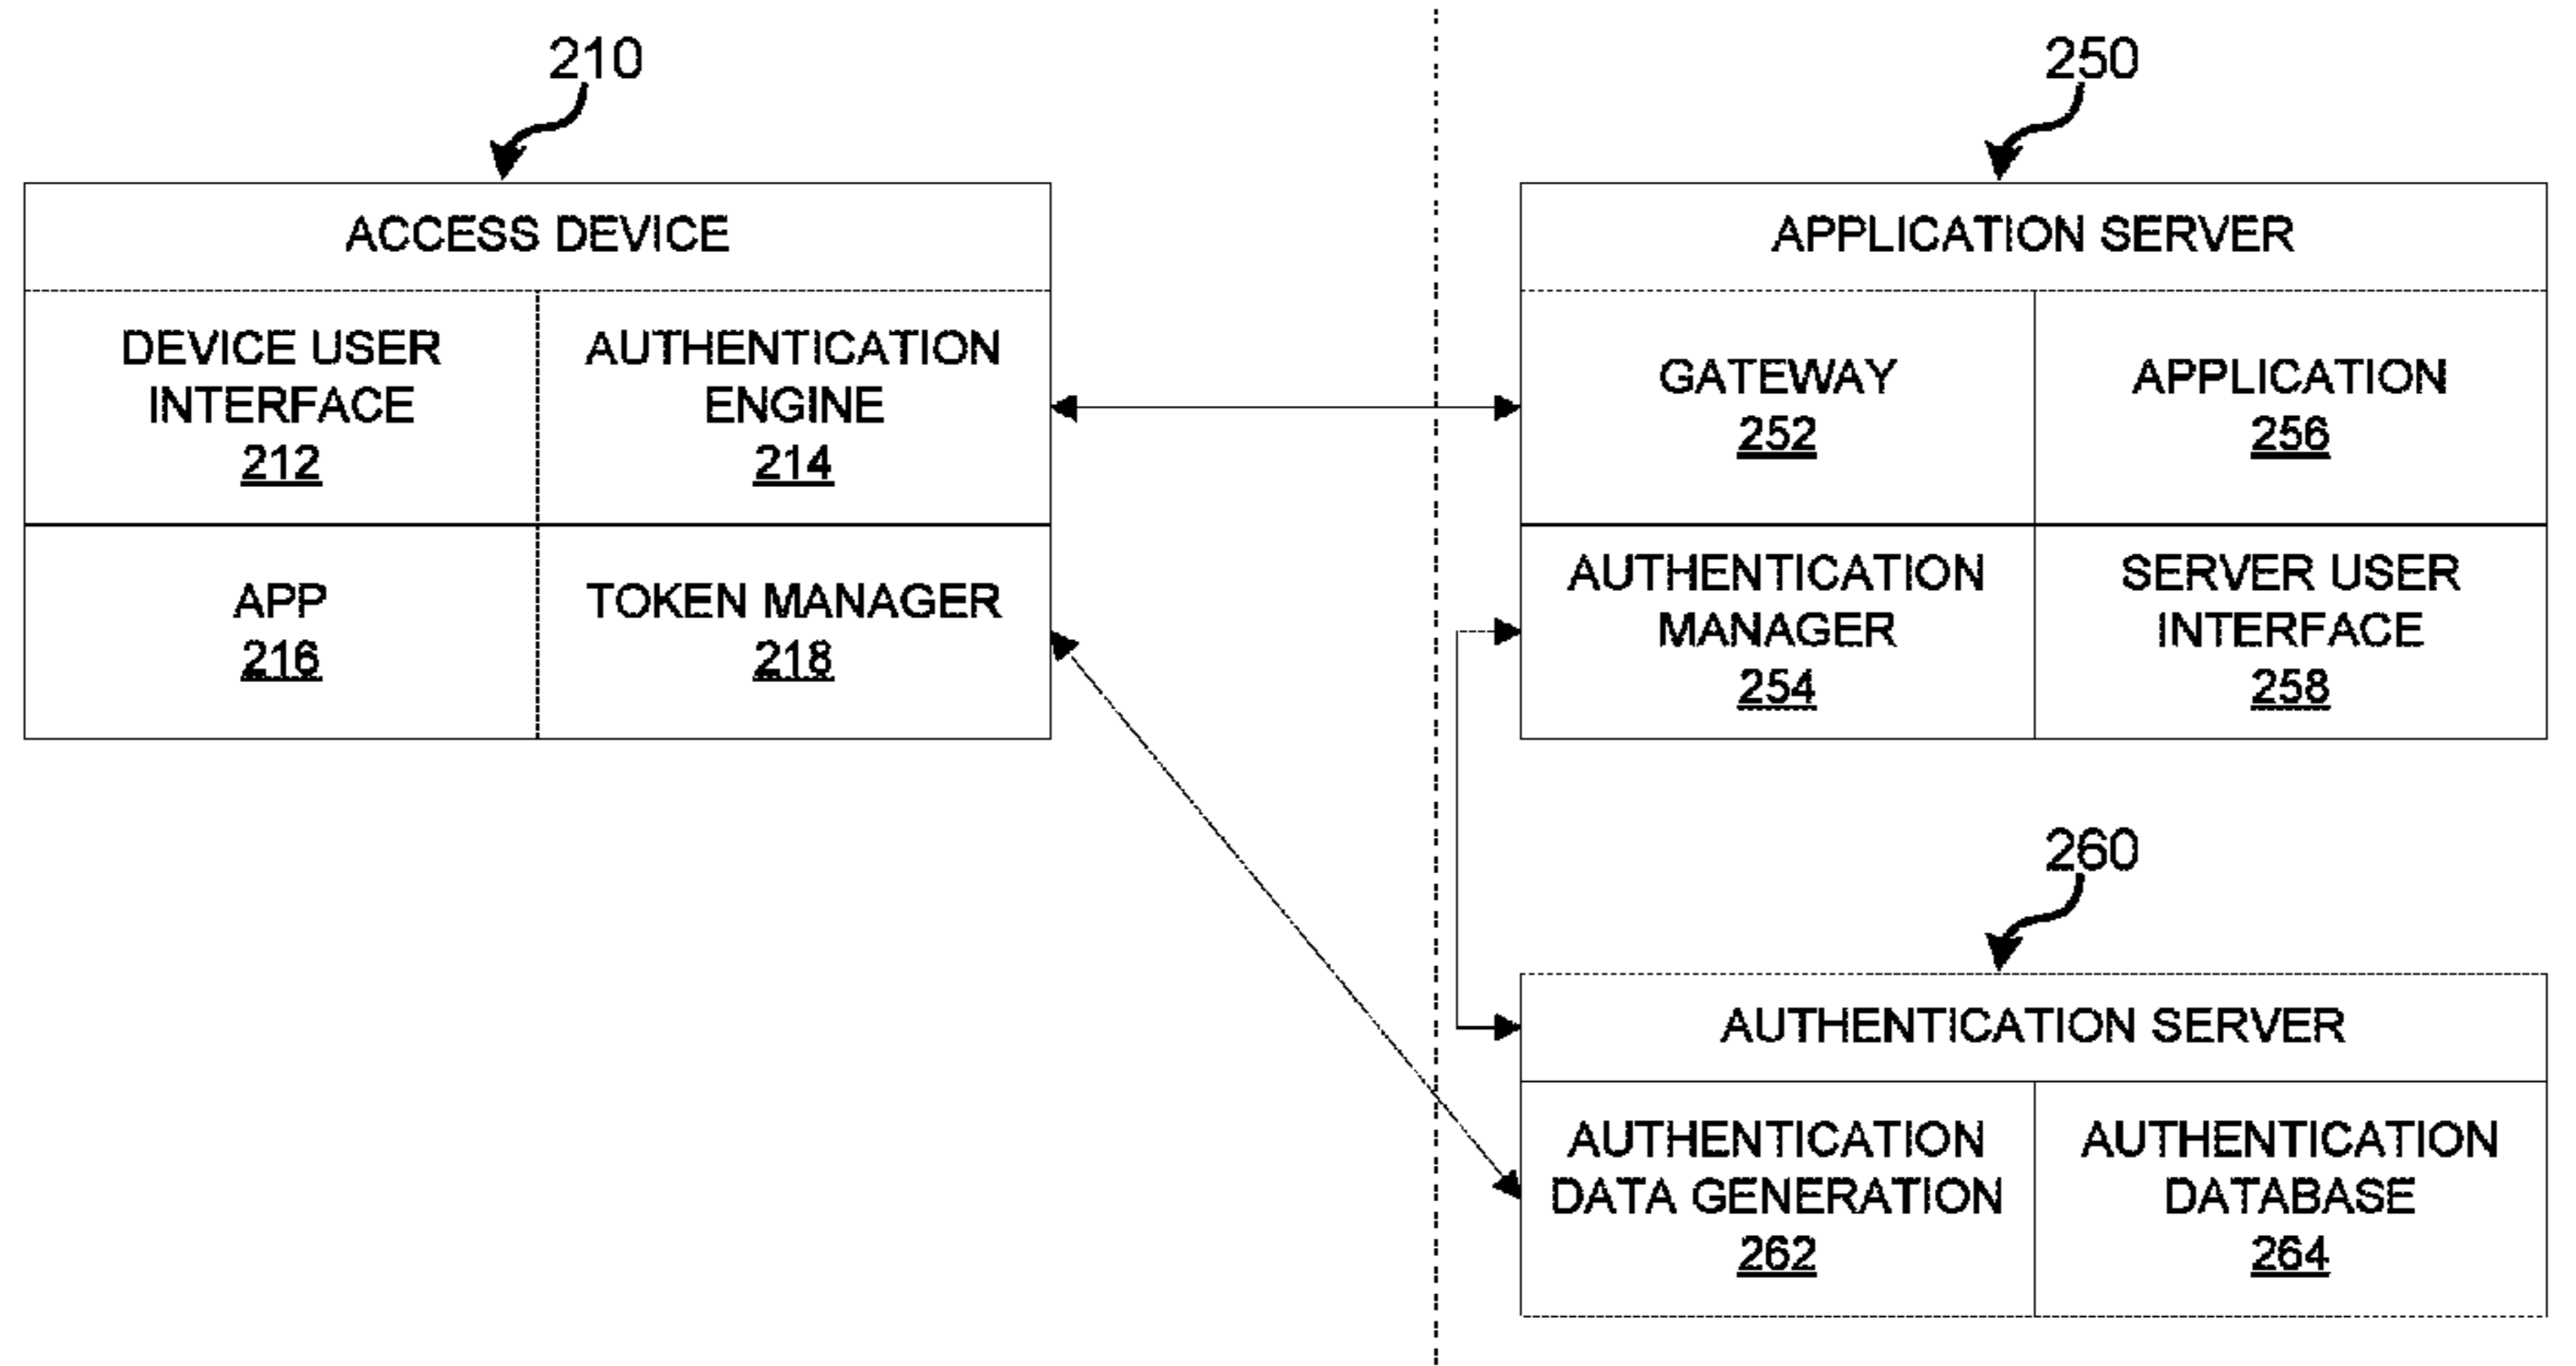 210
ACCESS DEVICE
DEVICE USER
INTERFACE
212
AUTHENTICATION
ENGINE
214
APP
216
TOKEN MANAGER
218
250
APPLICATION SERVER
GATEWAY
252
APPLICATION
256
AUTHENTICATION
MANAGER
254
SERVER USER
INTERFACE
258
260
AUTHENTICATION SERVER
AUTHENTICATION
DATA GENERATION
262
AUTHENTICATION
DATABASE
264